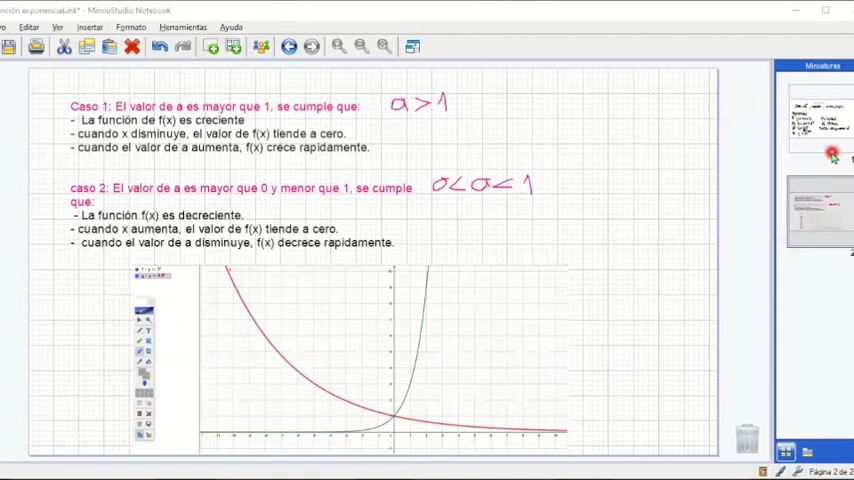 nción exponencial.ink* - MimioStudio Notebook
vo Editar Ver Insertar Formato Herramientas Ayuda
Miniaturas
Caso 1: El valor de a es mayor que 1, se cumple que: a > 1
- La función de f(x) es creciente
- cuando x disminuye, el valor de f(x) tiende a cero.
- cuando el valor de a aumenta, f(x) crece rapidamente.
caso 2: El valor de a es mayor que 0 y menor que 1, se cumple 0 < a < 1
que:
- La función f(x) es decreciente.
- cuando x aumenta, el valor de f(x) tiende a cero.
- cuando el valor de a disminuye, f(x) decrece rapidamente.
1
2
Página 2 de 2